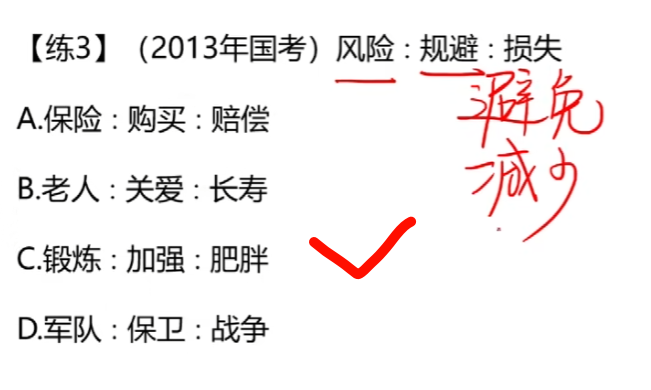 【练3】（2013年国考）风险：规避：损失
避免
A.保险：购买：赔偿
减少
B.老人：关爱：长寿
C.锻炼：加强：肥胖
D.军队：保卫：战争